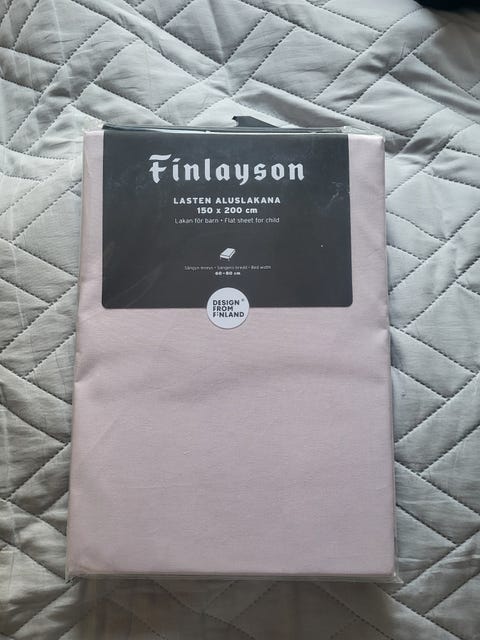 Finlayson
LASTEN ALUSLAKANA
150 x 200 cm
Lakan för barn • Flat sheet for child
Sängyn leveys • Sängens bredd • Bed width
60–80 cm
DESIGN
FROM
FINLAND